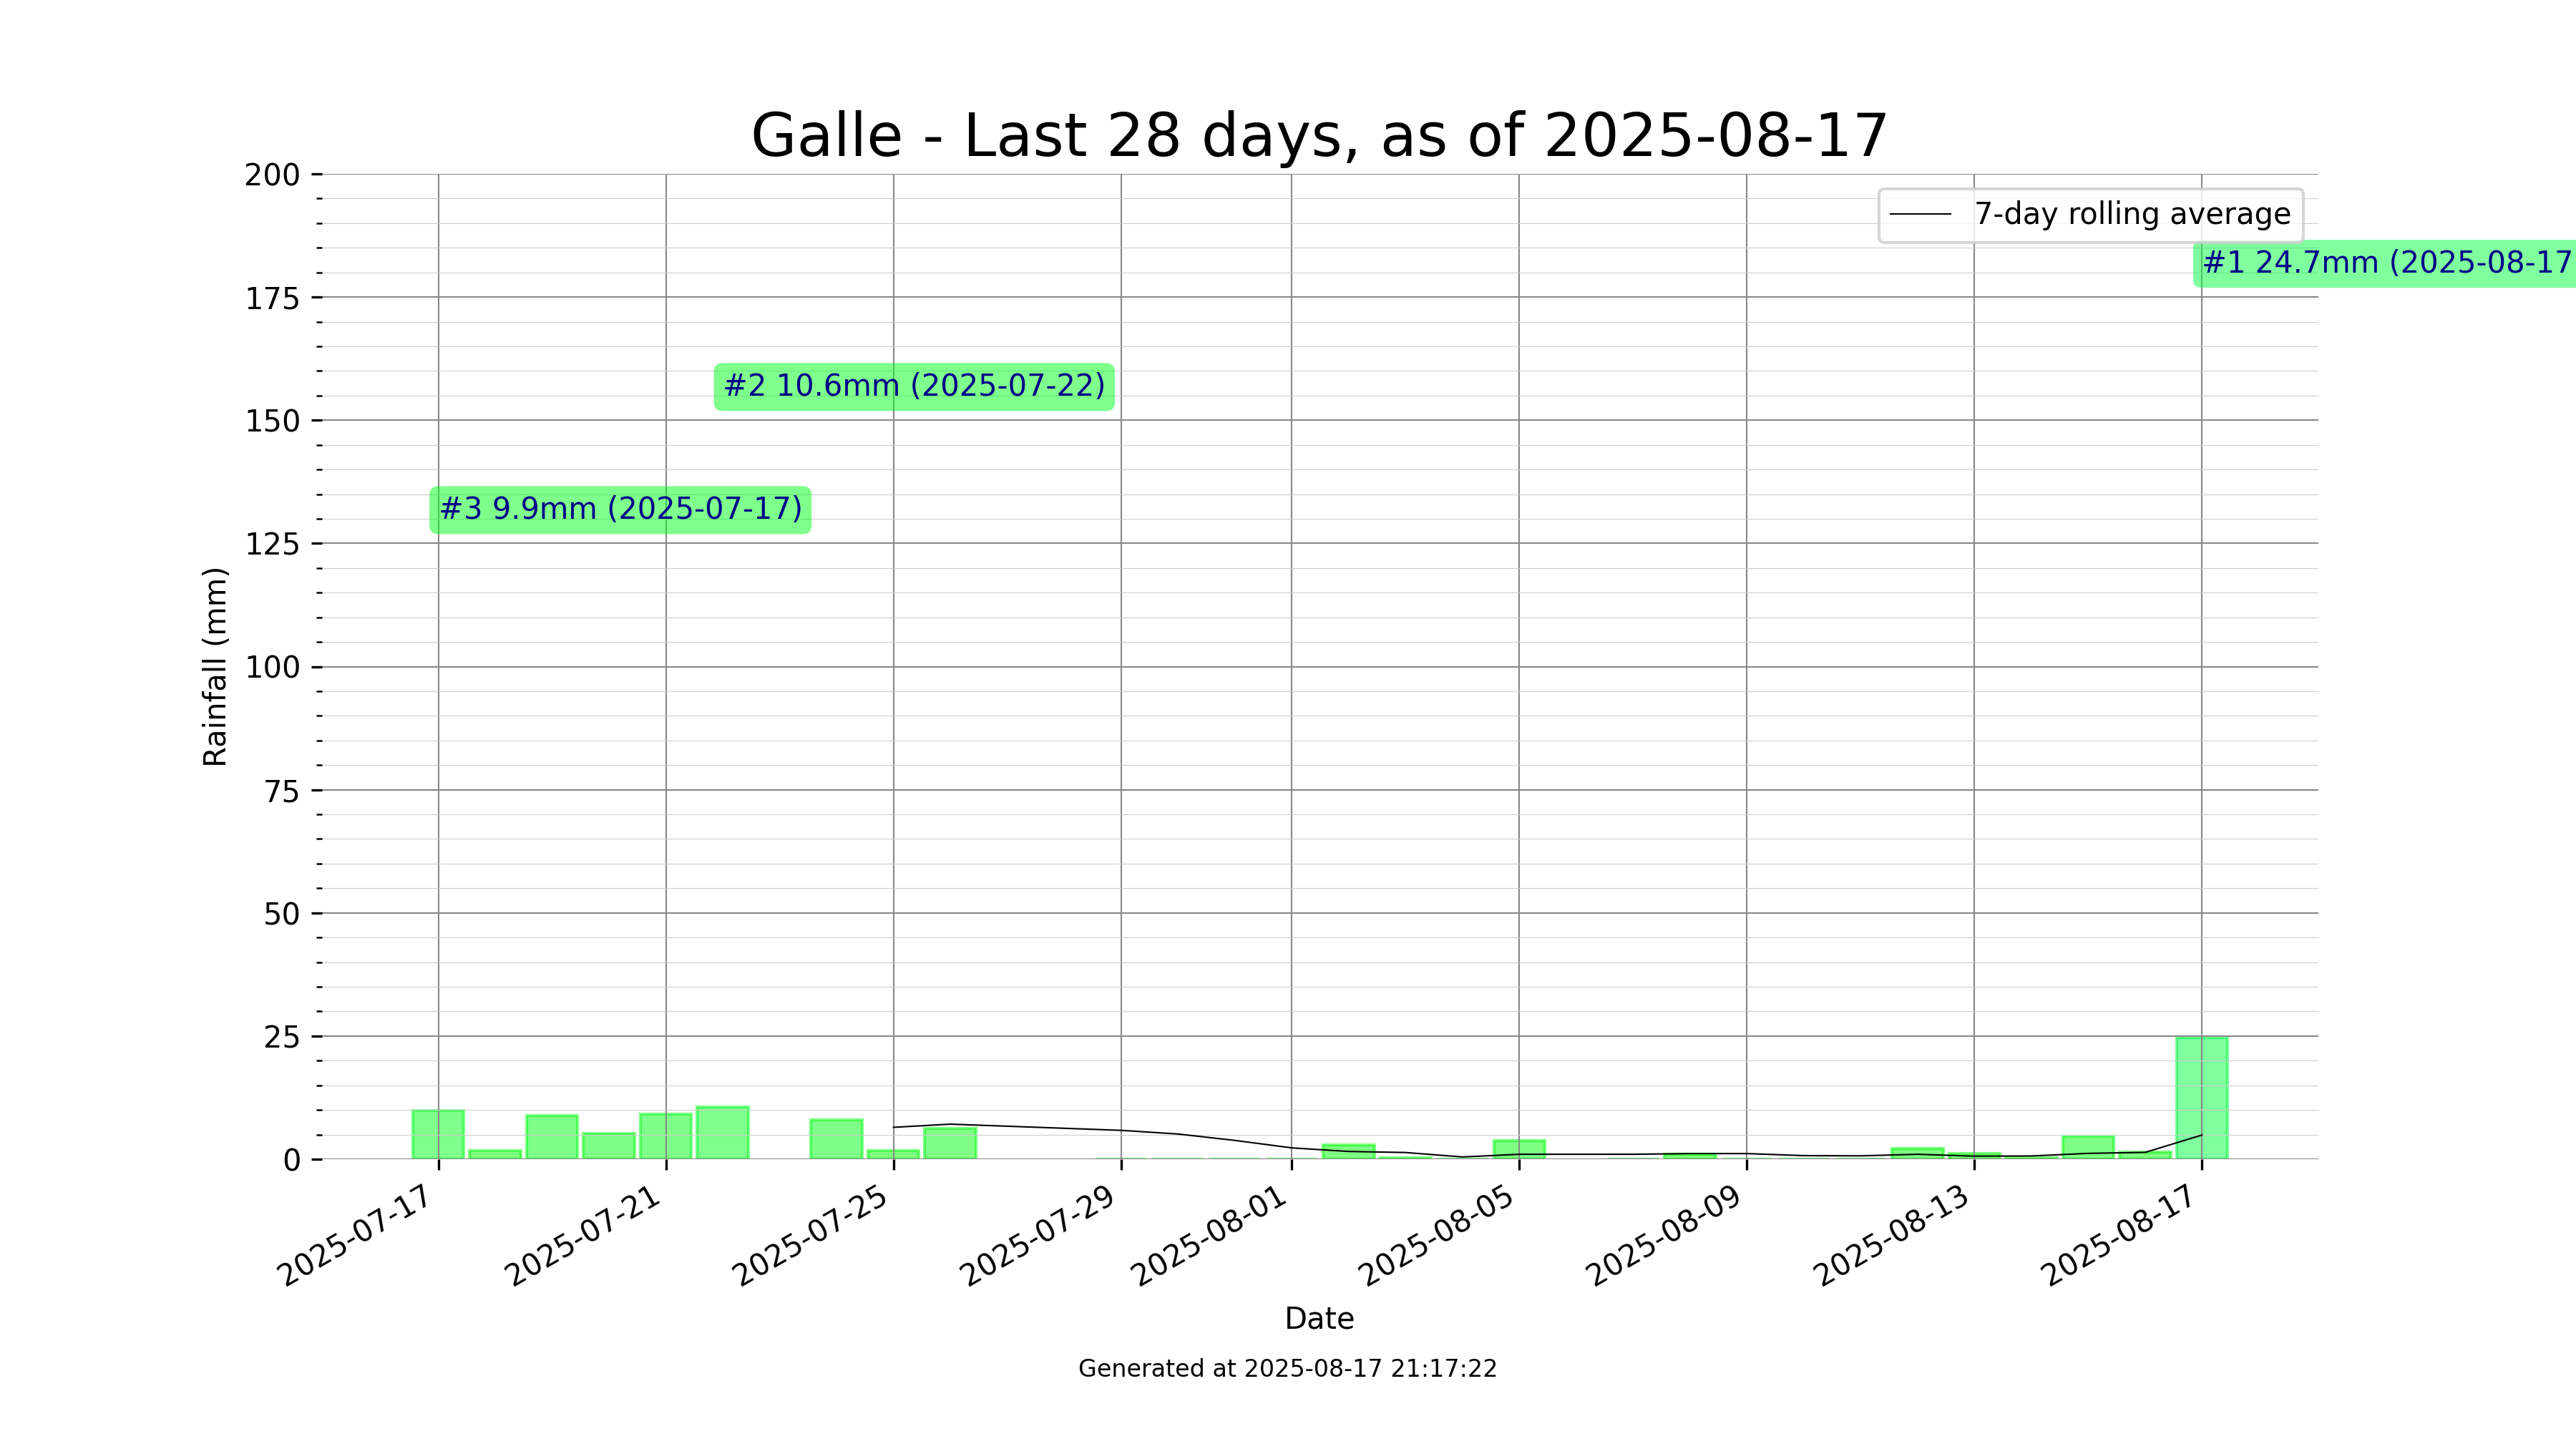 Galle - Last 28 days, as of 2025-08-17
200
175
150
125
100
75
50
25
0
Rainfall (mm)
7-day rolling average
#1 24.7mm (2025-08-17
#2 10.6mm (2025-07-22)
#3 9.9mm (2025-07-17)
2025-07-17
2025-07-21
2025-07-25
2025-07-29
2025-08-01
2025-08-05
2025-08-09
2025-08-13
2025-08-17
Date
Generated at 2025-08-17 21:17:22